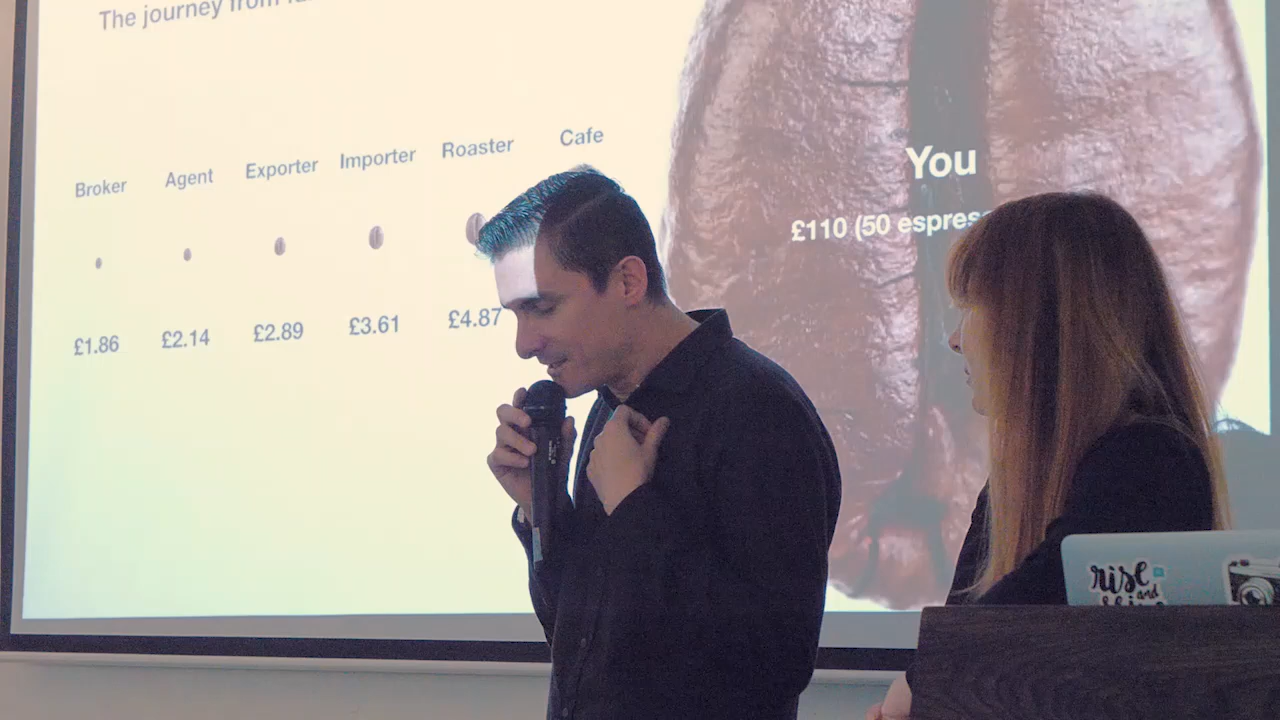 The journey from
Broker Agent Exporter Importer Roaster Cafe
You
£110 (50
£1.86 £2.14 £2.89 £3.61 £4.87
rise
and